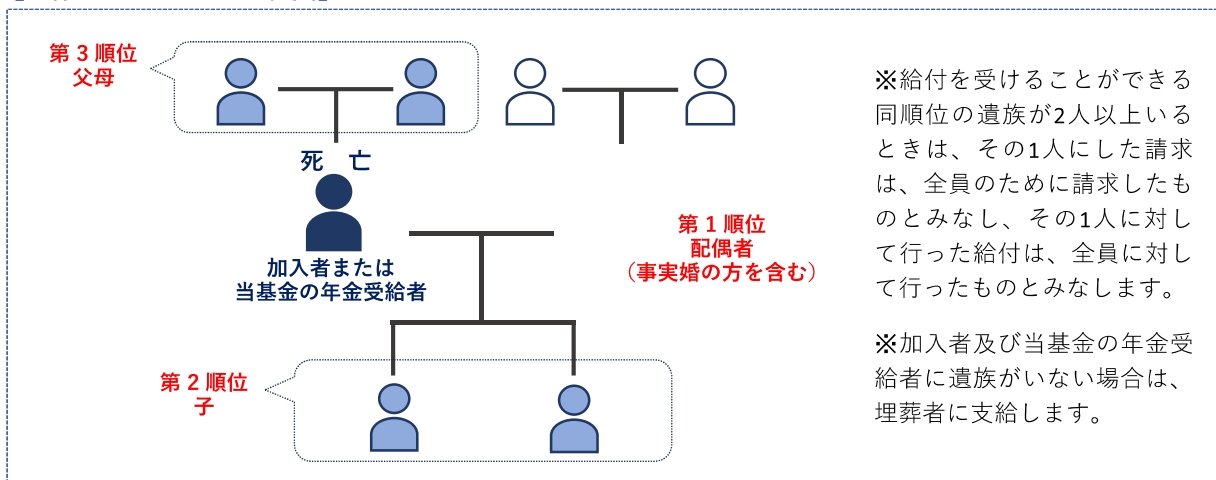 第3順位
父母
死 亡
加入者または
当基金の年金受給者
第1順位
配偶者
（事実婚の方を含む）
第2順位
子
※給付を受けることができる
同順位の遺族が2人以上いる
ときは、その1人にした請求
は、全員のために請求したも
のとみなし、その1人に対し
て行った給付は、全員に対し
て行ったものとみなします。
※加入者及び当基金の年金受
給者に遺族がいない場合は、
埋葬者に支給します。